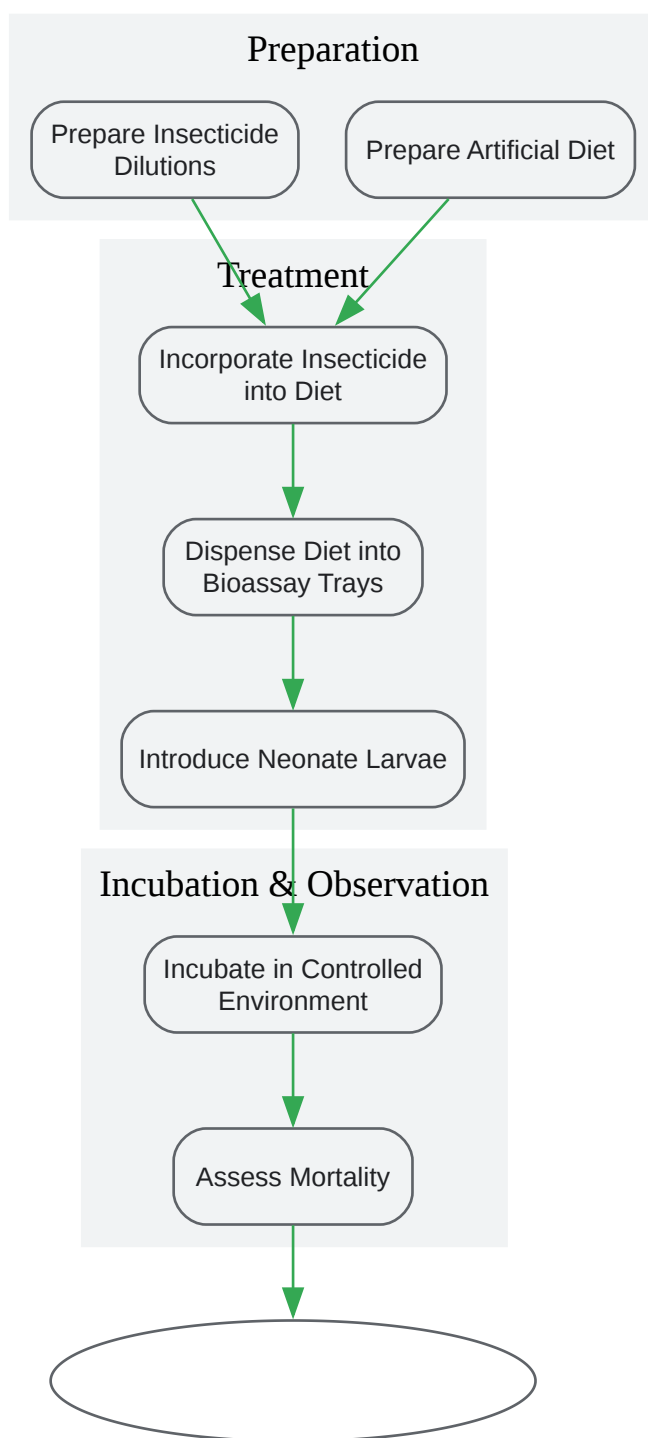 Preparation
Prepare Insecticide
Dilutions
Prepare Artificial Diet
Treatment
Incorporate Insecticide
into Diet
Dispense Diet into
Bioassay Trays
Introduce Neonate Larvae
Incubation & Observation
Incubate in Controlled
Environment
Assess Mortality